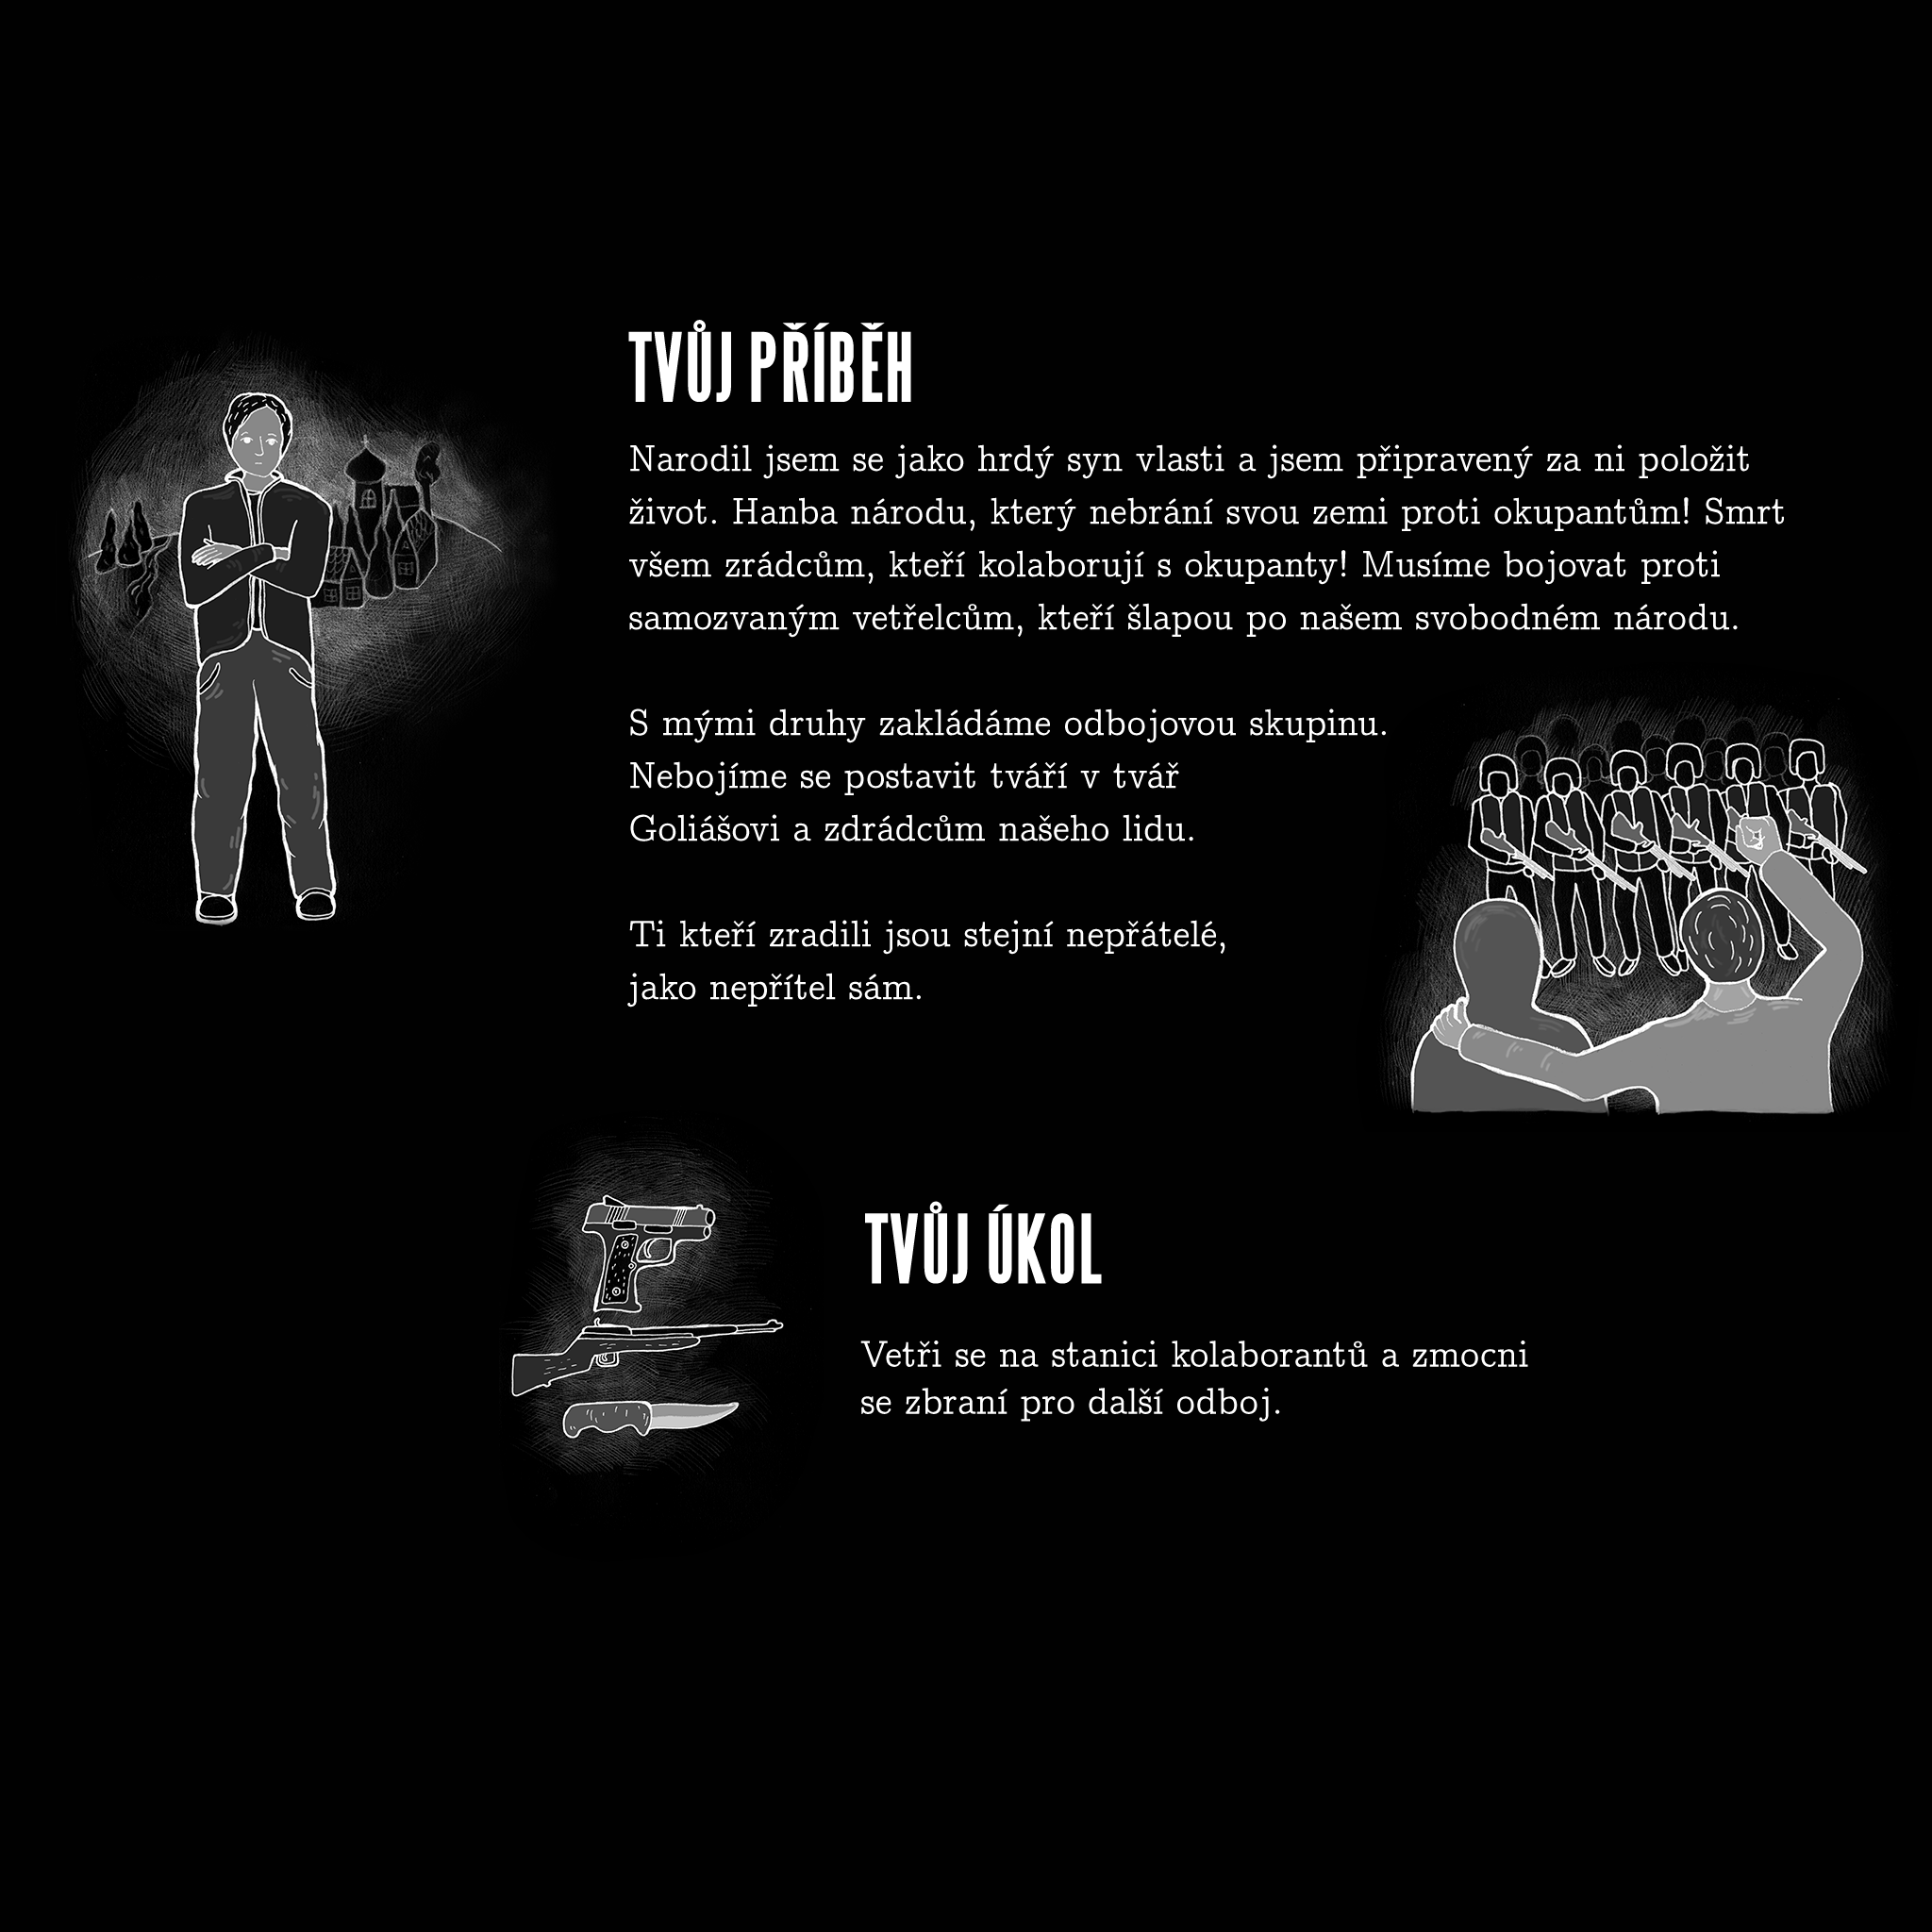 TVŮJ PŘÍBĚH
Narodil jsem se jako hrdý syn vlasti a jsem připravený za ni položit
život. Hanba národu, který nebrání svou zemi proti okupantům! Smrt
všem zrádcům, kteří kolaborují s okupanty! Musíme bojovat proti
samozvaným vetřelcům, kteří šlapou po našem svobodném národu.
S mými druhy zakládáme odbojovou skupinu.
Nebojíme se postavit tváří v tvář
Goliášovi a zdrádcům našeho lidu.
Ti kteří zradili jsou stejní nepřátelé,
jako nepřítel sám.
TVŮJ ÚKOL
Vetři se na stanici kolaborantů a zmocni
se zbraní pro další odboj.